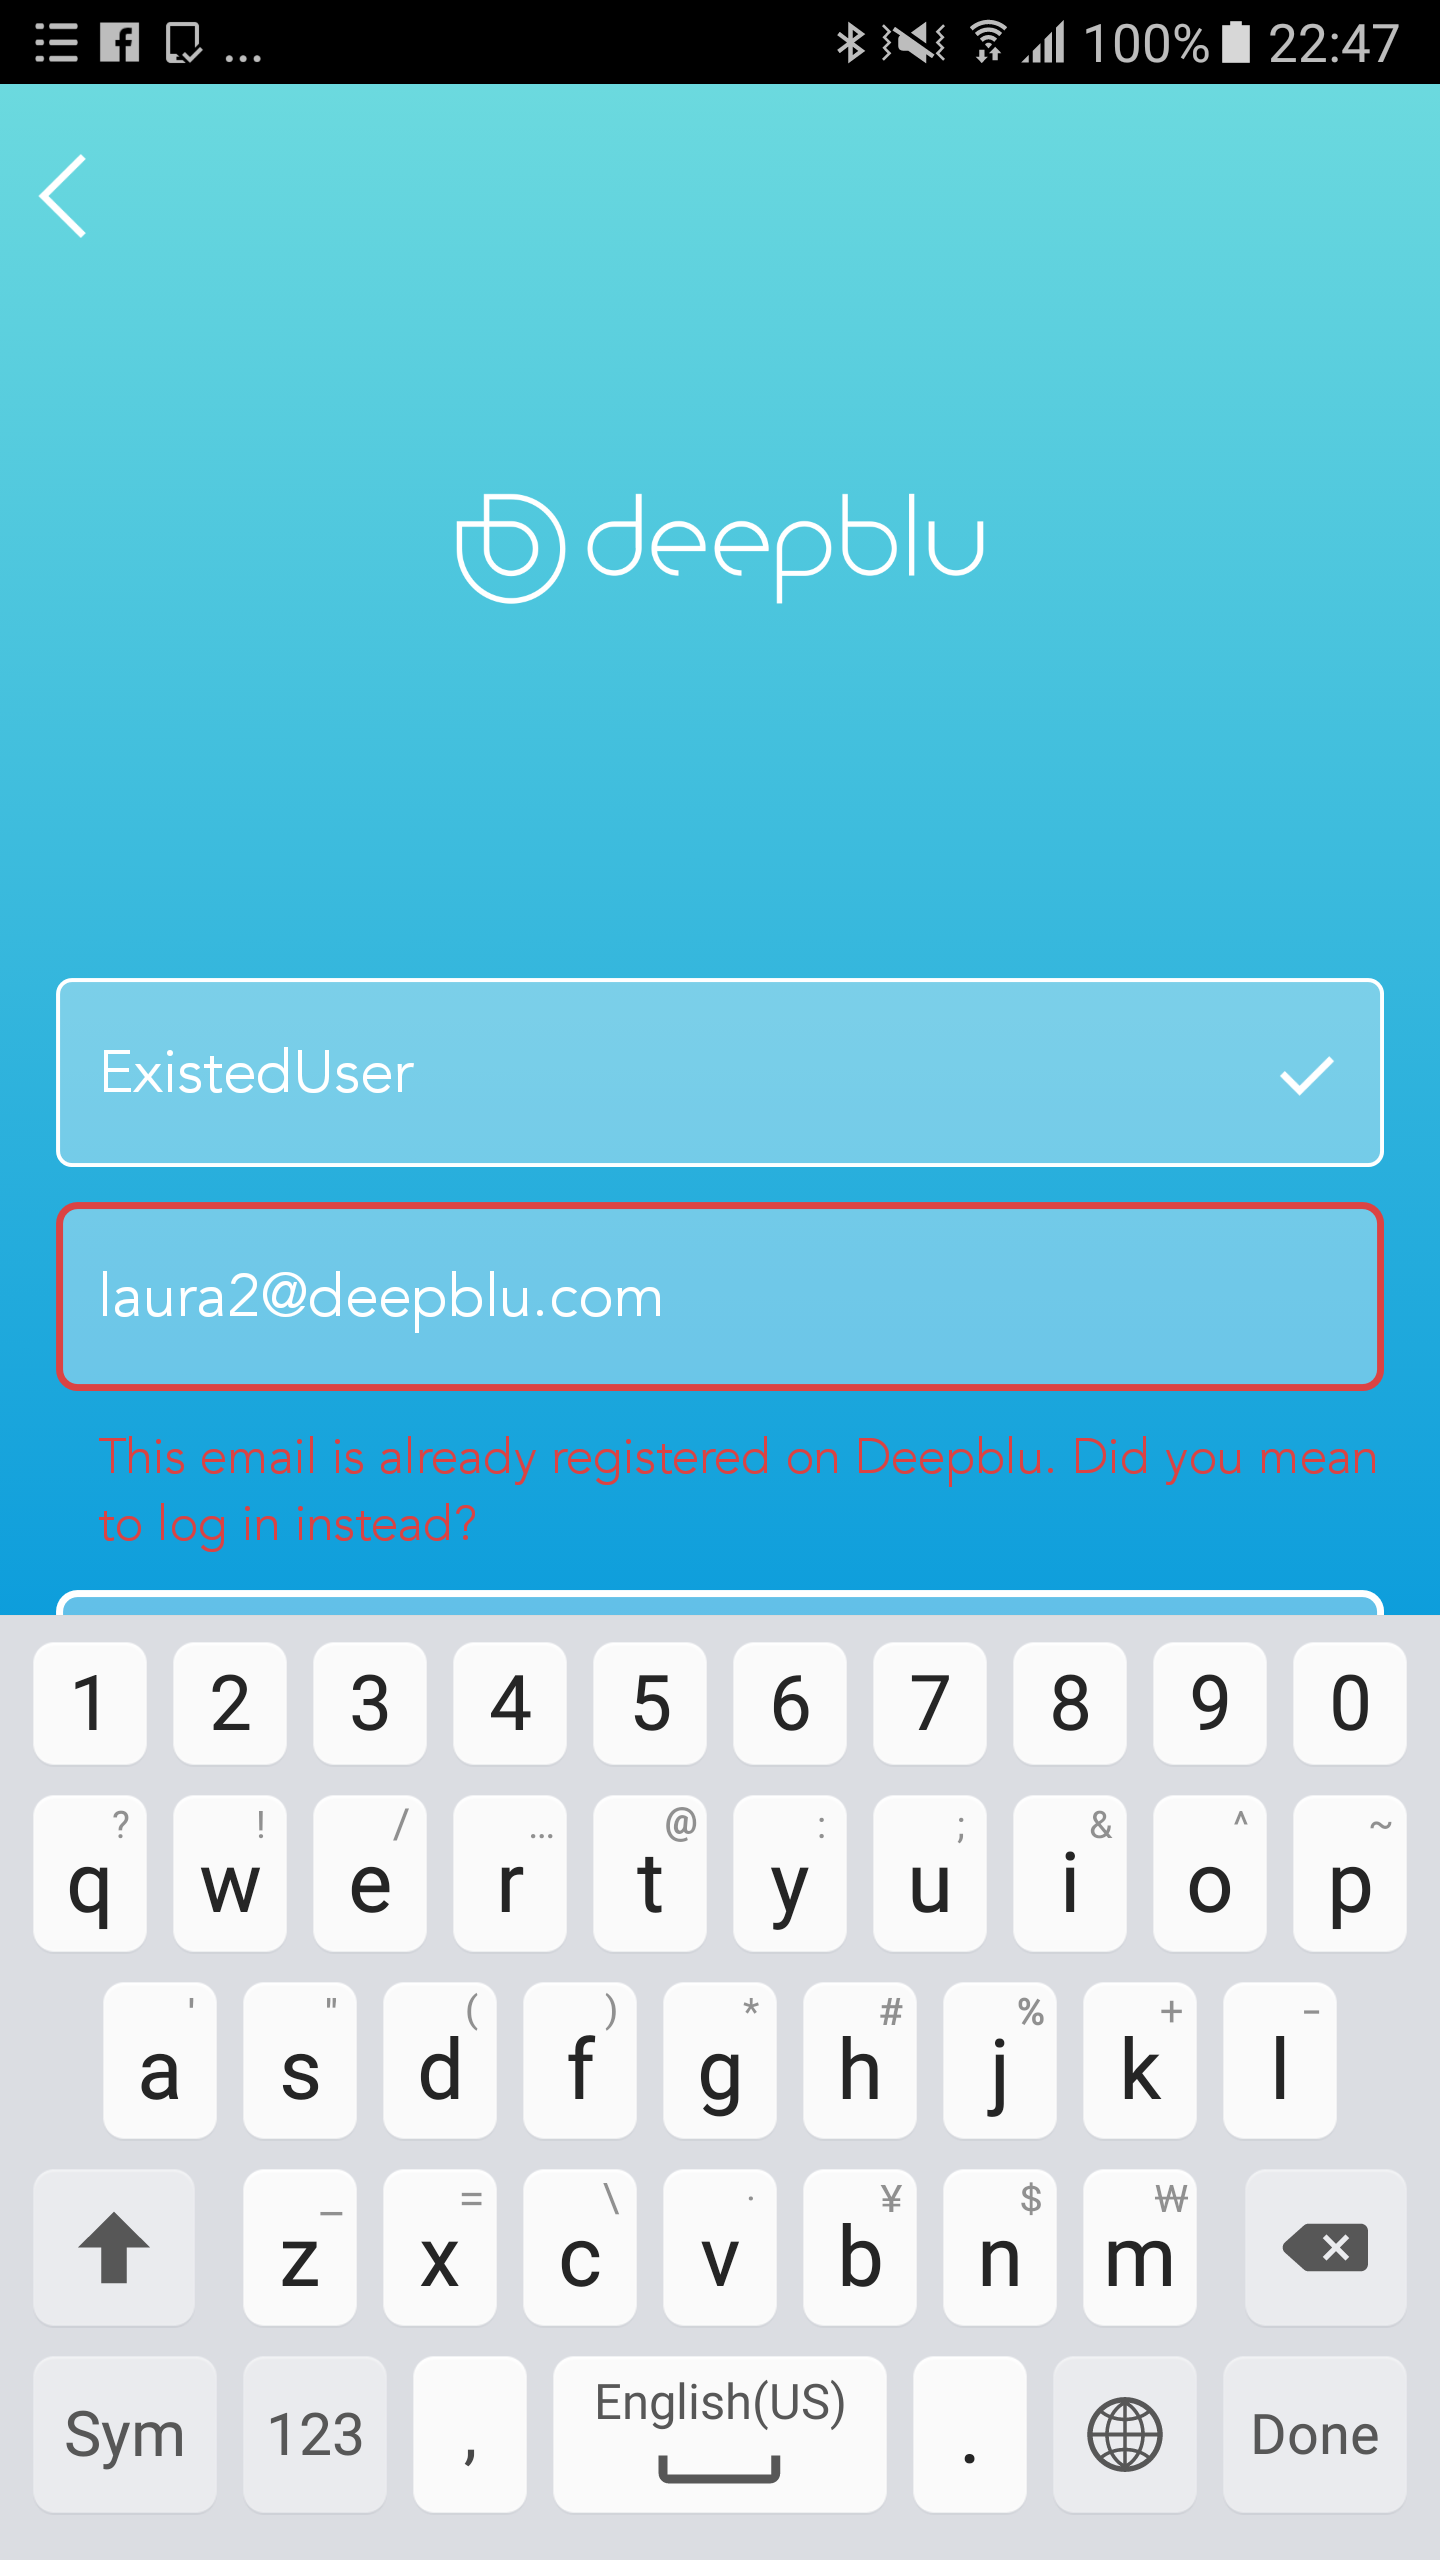 ... 100% 22:47
deepblu
ExistedUser
laura2@deepblu.com
This email is already registered on Deepblu. Did you mean
to log in instead?
1 2 3 4 5 6 7 8 9 0
? ! / ... @ : ; & ^ ~
q w e r t y u i o p
' " ( ) * # % + -
a s d f g h j k l
_ = \ · ¥ $ ₩
z x c v b n m
Sym 123 , English(US) . Done